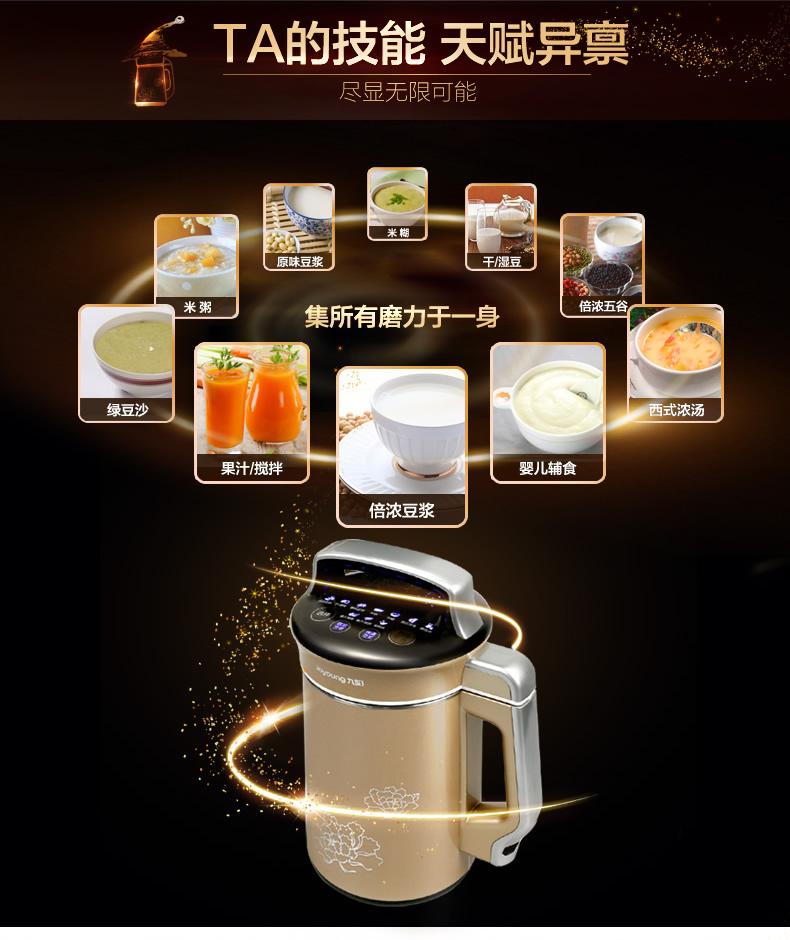 TA的技能 天赋异禀
尽显无限可能
米 糊
原味豆浆
干/湿豆
米 粥
倍浓五谷
集所有磨力于一身
绿豆沙
西式浓汤
果汁/搅拌
婴儿辅食
倍浓豆浆
Joyoung九阳